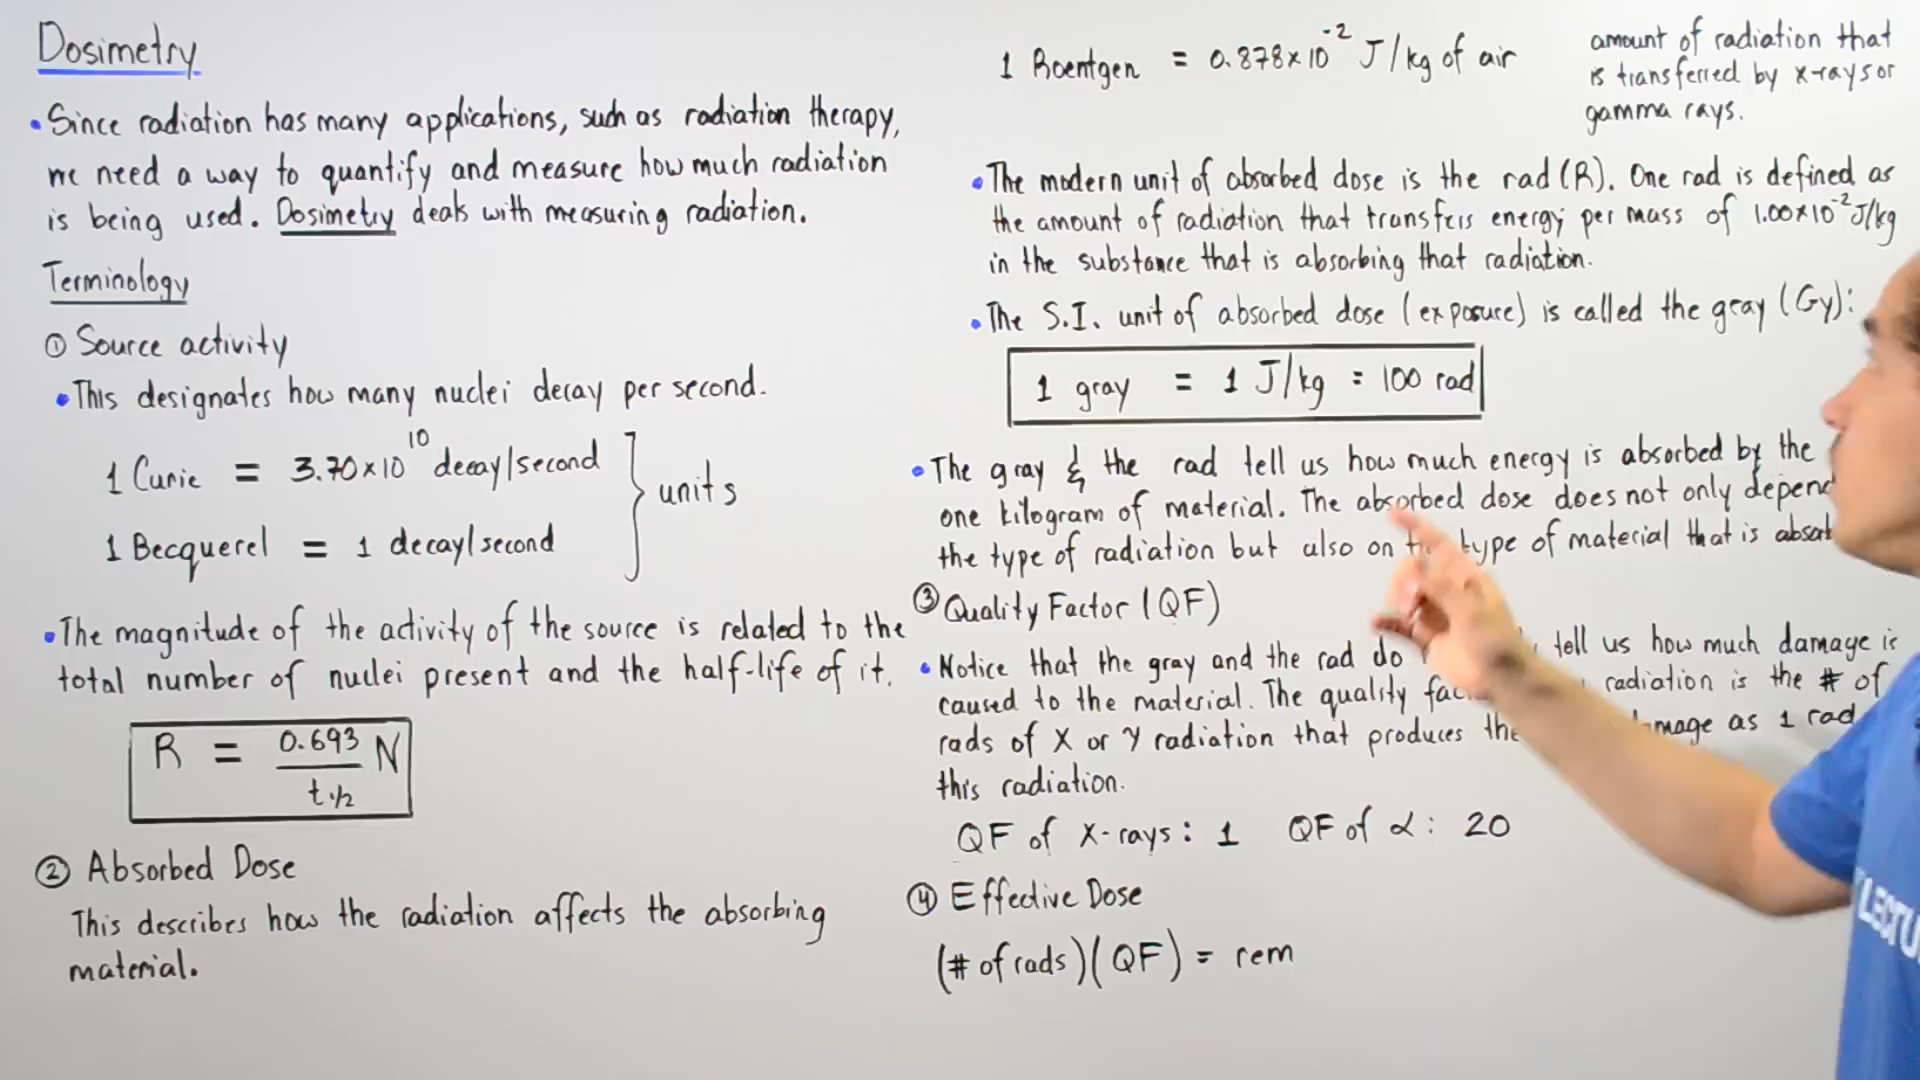 Dosimetry
• Since radiation has many applications, such as radiation therapy,
we need a way to quantify and measure how much radiation
is being used. Dosimetry deals with measuring radiation.
Terminology
① Source activity
• This designates how many nuclei decay per second.
1 Curie = 3.70×10^10 decay/second
1 Becquerel = 1 decay/second
} units
• The magnitude of the activity of the source is related to the
total number of nuclei present and the half-life of it.
R = 0.693/t1/2 N
② Absorbed Dose
This describes how the radiation affects the absorbing
material.
1 Roentgen = 0.878×10^-2 J/kg of air
amount of radiation that
is transferred by x-rays or
gamma rays.
• The modern unit of absorbed dose is the rad (R). One rad is defined as
the amount of radiation that transfers energy per mass of 1.00×10^-2 J/kg
in the substance that is absorbing that radiation.
• The S.I. unit of absorbed dose (exposure) is called the gray (Gy):
1 gray = 1 J/kg = 100 rad
• The gray & the rad tell us how much energy is absorbed by the
one kilogram of material. The absorbed dose does not only depend
the type of radiation but also on type of material that is
③ Quality Factor (QF)
• Notice that the gray and the rad do tell us how much damage is
caused to the material. The quality radiation is the # of
rads of X or γ radiation that produces the as 1 rad
this radiation.
QF of X-rays: 1 QF of α: 20
④ Effective Dose
(# of rads)(QF) = rem
LECTU